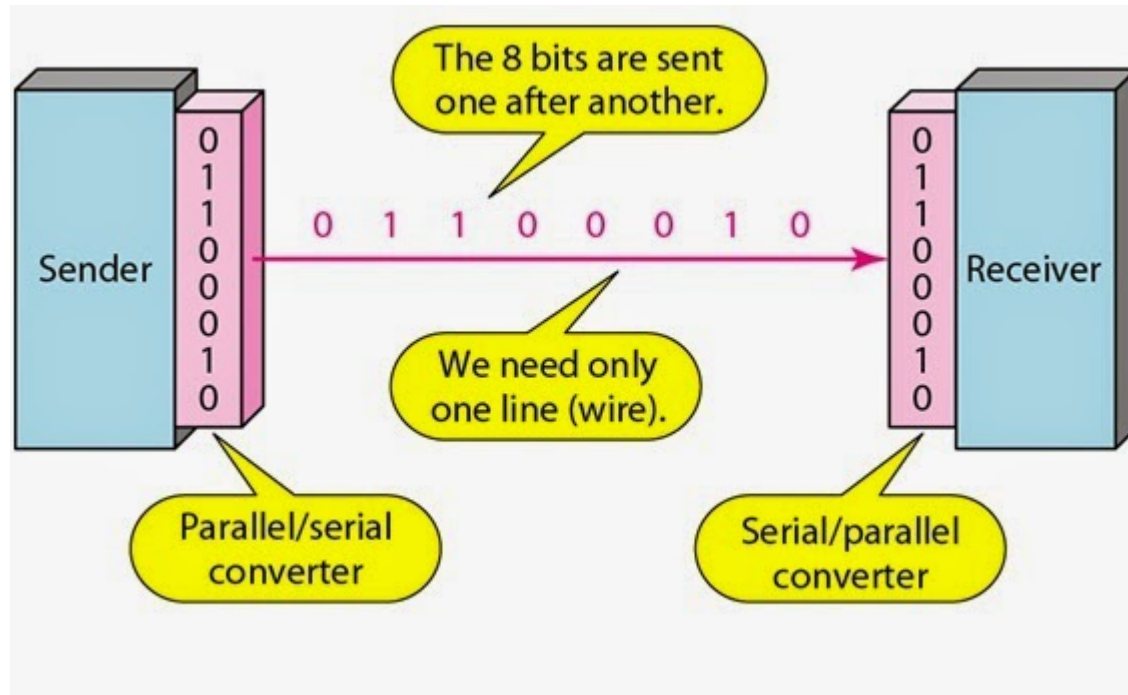 The 8 bits are sent
one after another.
0 1 1 0 0 0 1 0
Sender
0
1
1
0
0
0
1
0
0
1
1
0
0
0
1
0
Receiver
We need only
one line (wire).
Parallel/serial
converter
Serial/parallel
converter